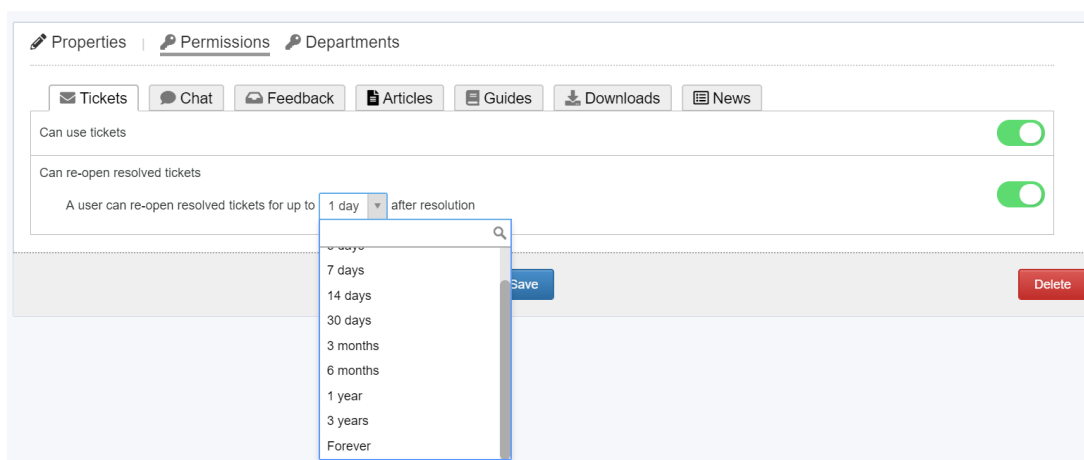 Properties | Permissions Departments
Tickets Chat Feedback Articles Guides Downloads News
Can use tickets
Can re-open resolved tickets
A user can re-open resolved tickets for up to 1 day after resolution
days
7 days
Save Delete
14 days
30 days
3 months
6 months
1 year
3 years
Forever